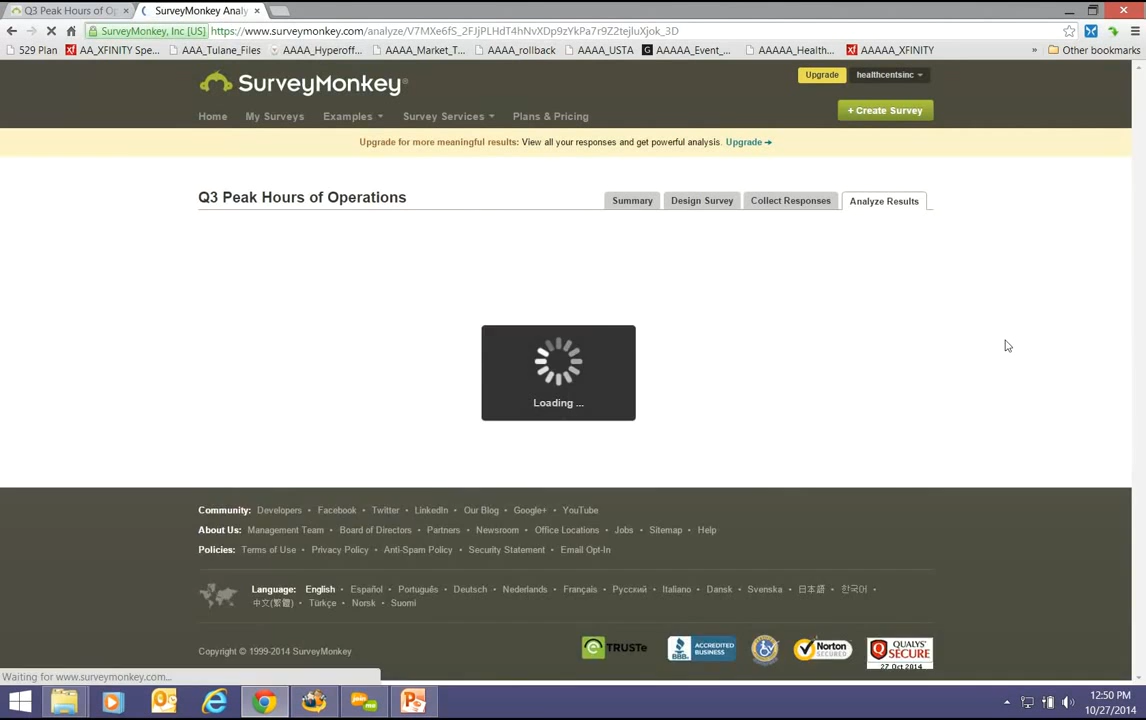 Q3 Peak Hours of Op
SurveyMonkey Analy
SurveyMonkey, Inc [US] https://www.surveymonkey.com/analyze/V7MXe6fS_2FJjPLHdT4hNvXDp9zYkPa7r9Z2tejluXjok_3D
529 Plan AA_XFINITY Spe... AAA_Tulane_Files AAAA_Hyperoff... AAAA_Market_T... AAAA_rollback AAAA_USTA AAAAA_Event_... AAAAA_Health... AAAAA_XFINITY » Other bookmarks
SurveyMonkey®
Upgrade healthcentsinc
Home My Surveys Examples Survey Services Plans & Pricing
+ Create Survey
Upgrade for more meaningful results: View all your responses and get powerful analysis. Upgrade ➔
Q3 Peak Hours of Operations
Summary Design Survey Collect Responses Analyze Results
Loading ...
Community: Developers • Facebook • Twitter • LinkedIn • Our Blog • Google+ • YouTube
About Us: Management Team • Board of Directors • Partners • Newsroom • Office Locations • Jobs • Sitemap • Help
Policies: Terms of Use • Privacy Policy • Anti-Spam Policy • Security Statement • Email Opt-In
Language: English • Español • Português • Deutsch • Nederlands • Français • Русский • Italiano • Dansk • Svenska • 日本語 • 한국어 •
中文(繁體) • Türkçe • Norsk • Suomi
Copyright © 1999-2014 SurveyMonkey
TRUSTe
BBB. ACCREDITED BUSINESS
Norton SECURED
QUALYS' SECURE
27 Oct 2014
Waiting for www.surveymonkey.com...
12:50 PM
10/27/2014